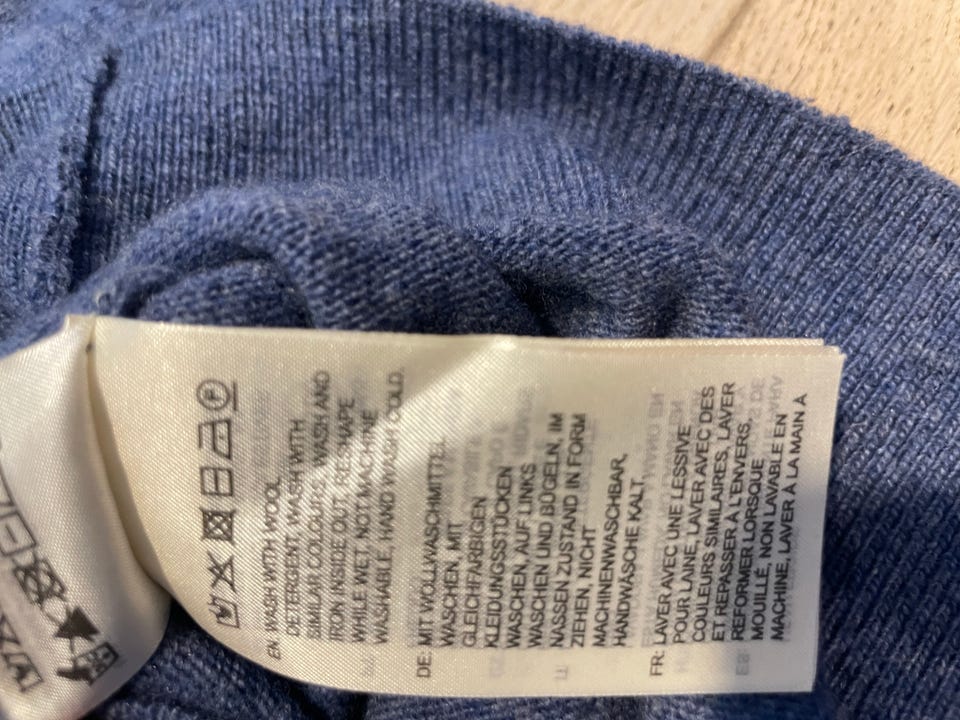 EN: WASH WITH WOOL
DETERGENT, WASH WITH
SIMILAR COLOURS, WASH AND
IRON INSIDE OUT, RESHAPE
WHILE WET, NOT MACHINE
WASHABLE, HAND WASH COLD.
DE: MIT WOLLWASCHMITTEL
WASCHEN, MIT
GLEICHFARBIGEN
KLEIDUNGSSTÜCKEN
WASCHEN, AUF LINKS
WASCHEN UND BÜGELN, IM
NASSEN ZUSTAND IN FORM
ZIEHEN, NICHT
MACHINENWASCHBAR,
HANDWÄSCHE KALT.
FR: LAVER AVEC UNE LESSIVE
POUR LAINE, LAVER AVEC DES
COULEURS SIMILAIRES, LAVER
ET REPASSER À L'ENVERS,
REFORMER LORSQUE
MOUILLÉ, NON LAVABLE EN
MACHINE, LAVER À LA MAIN À